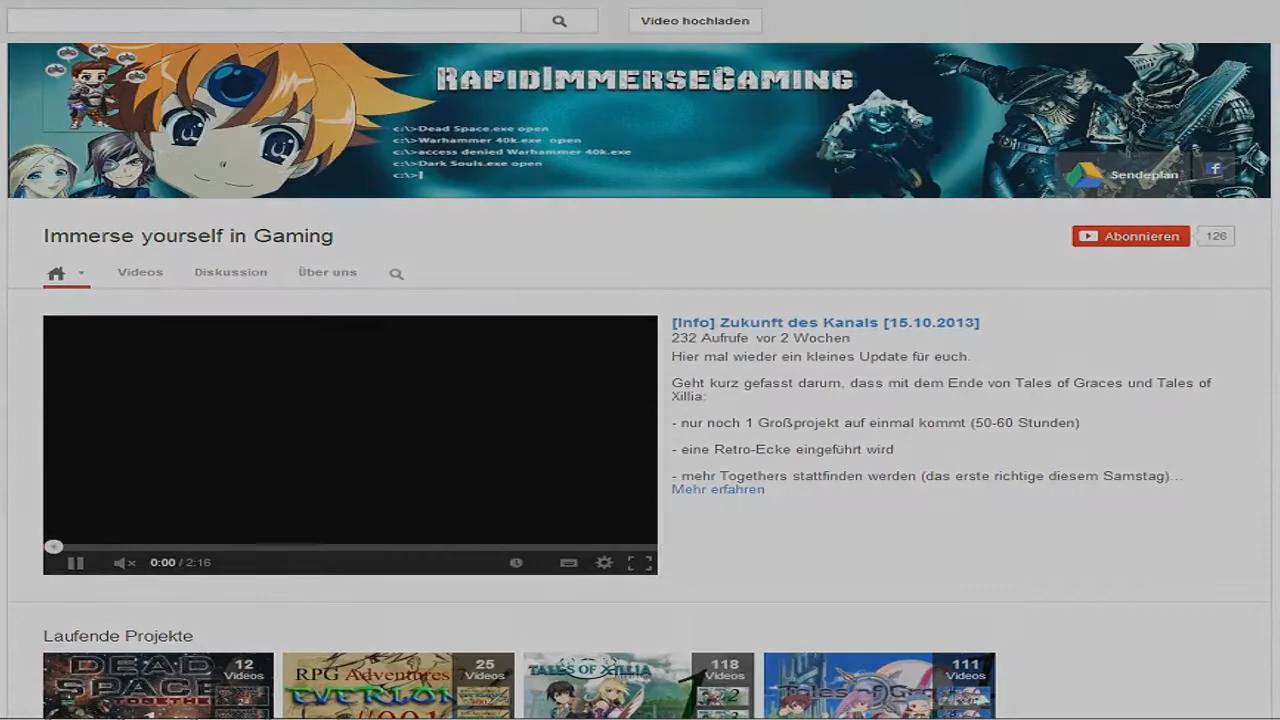 Video hochladen
RapidImmerseGaming
c:\>Dead Space.exe open
c:\>Warhammer 40k.exe open
c:\>access denied Warhammer 40k.exe
c:\>Dark Souls.exe open
c:\>
Sendeplan
f
Immerse yourself in Gaming
Abonnieren 126
Videos Diskussion Über uns
[Info] Zukunft des Kanals [15.10.2013]
232 Aufrufe vor 2 Wochen
Hier mal wieder ein kleines Update für euch.
Geht kurz gefasst darum, dass mit dem Ende von Tales of Graces und Tales of
Xillia:
- nur noch 1 Großprojekt auf einmal kommt (50-60 Stunden)
- eine Retro-Ecke eingeführt wird
- mehr Togethers stattfinden werden (das erste richtige diesem Samstag)...
Mehr erfahren
0:00 / 2:16
Laufende Projekte
DEAD SPACE
12 Videos
RPG Adventures
25 Videos
TALES OF XILLIA
118 Videos
Tales of Gra
111 Videos